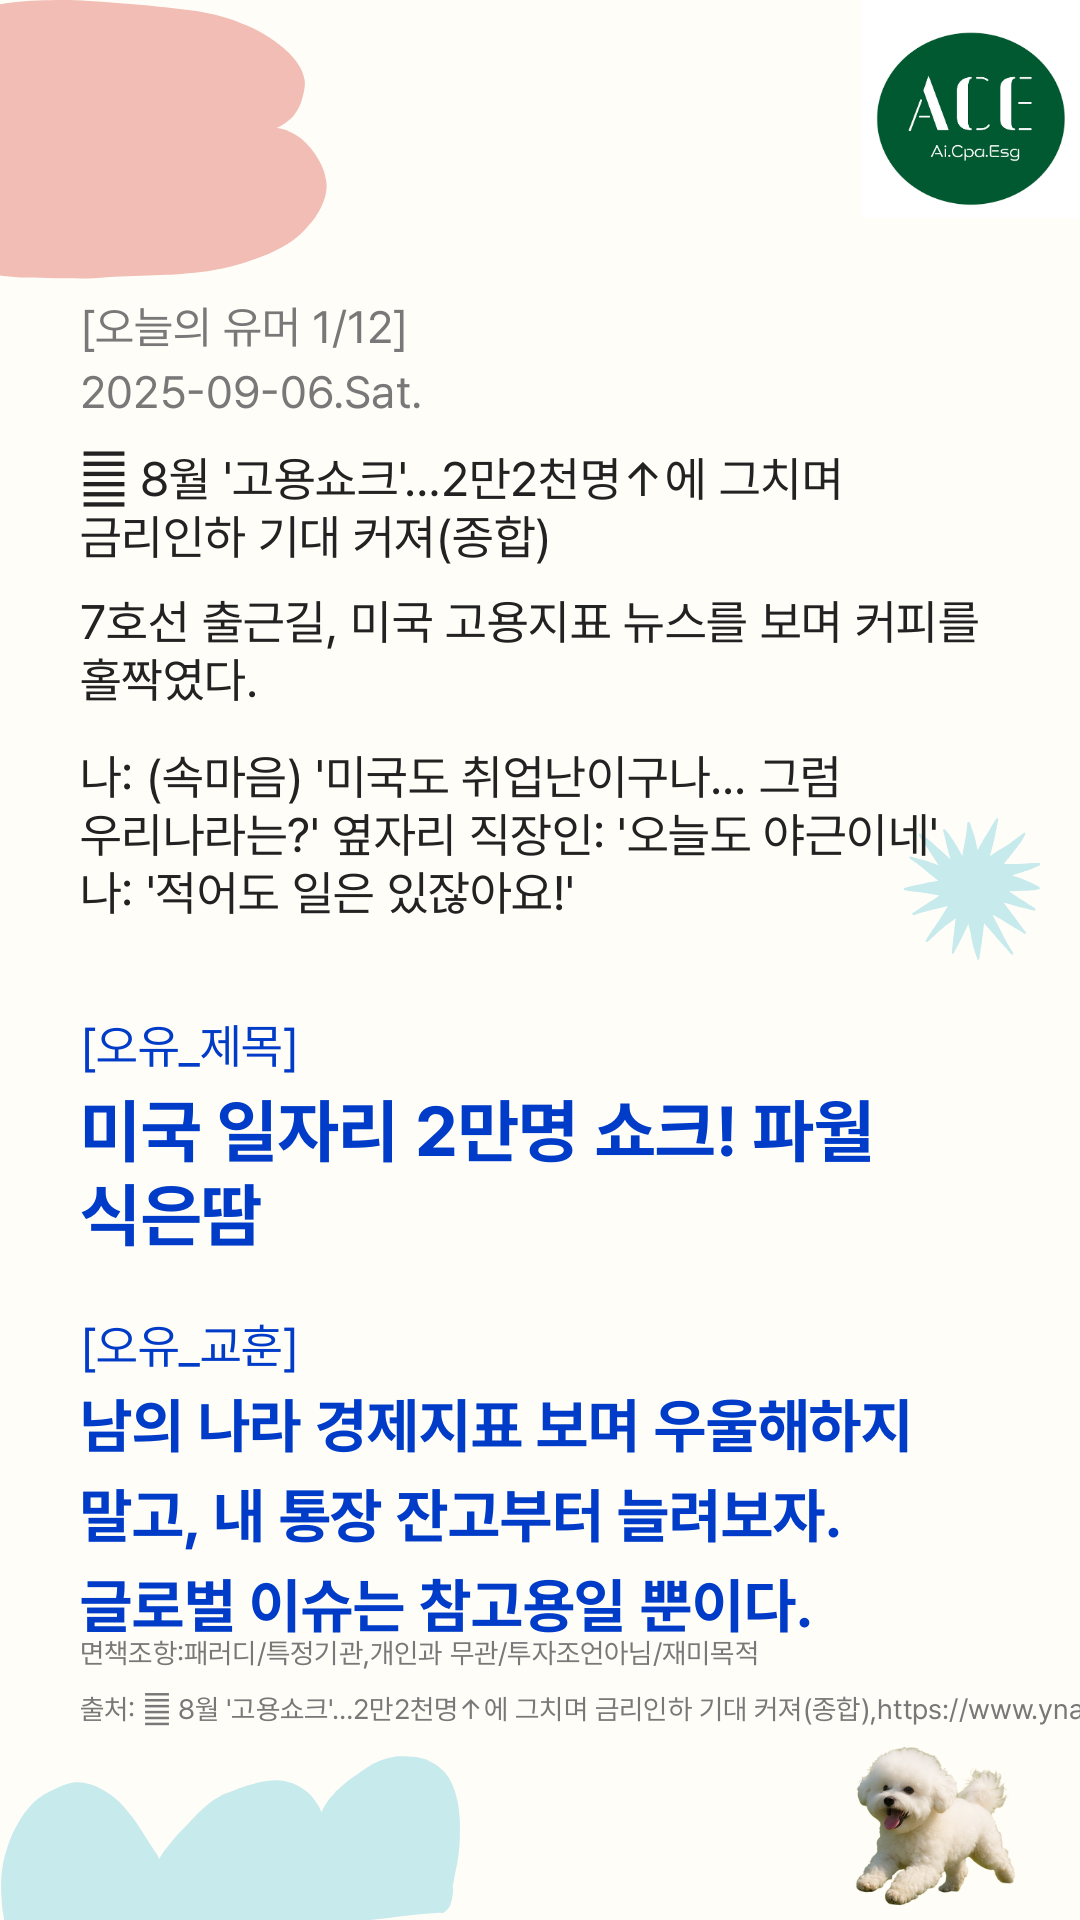 ACE
Ai.Cpa.Esg
[오늘의 유머 1/12]
2025-09-06.Sat.
8월 '고용쇼크'…2만2천명↑에 그치며
금리인하 기대 커져(종합)
7호선 출근길, 미국 고용지표 뉴스를 보며 커피를
홀짝였다.
나: (속마음) '미국도 취업난이구나... 그럼
우리나라는?' 옆자리 직장인: '오늘도 야근이네'
나: '적어도 일은 있잖아요!'
[오유_제목]
미국 일자리 2만명 쇼크! 파월
식은땀
[오유_교훈]
남의 나라 경제지표 보며 우울해하지
말고, 내 통장 잔고부터 늘려보자.
글로벌 이슈는 참고용일 뿐이다.
면책조항:패러디/특정기관,개인과 무관/투자조언아님/재미목적
출처: 8월 '고용쇼크'…2만2천명↑에 그치며 금리인하 기대 커져(종합),https://www.yna